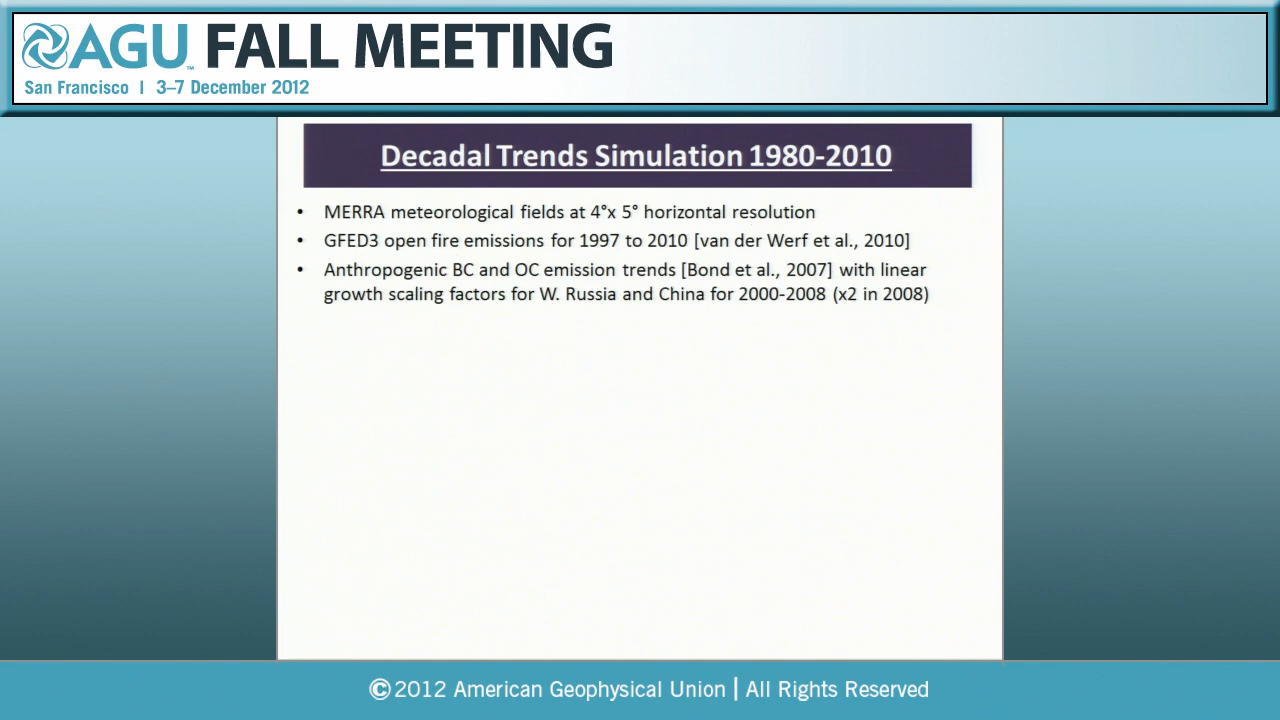 AGU™ FALL MEETING
San Francisco | 3–7 December 2012
Decadal Trends Simulation 1980-2010
• MERRA meteorological fields at 4°x 5° horizontal resolution
• GFED3 open fire emissions for 1997 to 2010 [van der Werf et al., 2010]
• Anthropogenic BC and OC emission trends [Bond et al., 2007] with linear
growth scaling factors for W. Russia and China for 2000-2008 (x2 in 2008)
©2012 American Geophysical Union | All Rights Reserved